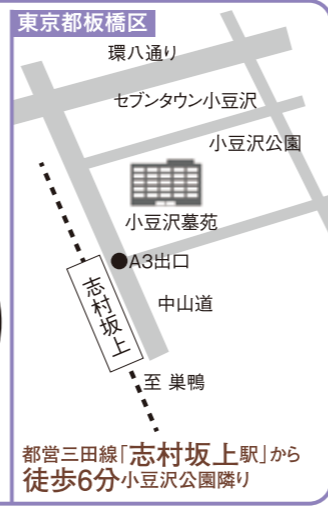 東京都板橋区
環八通り
セブンタウン小豆沢
小豆沢公園
小豆沢墓苑
●A3出口
志村坂上
中山道
至 巣鴨
都営三田線「志村坂上駅」から
徒歩6分小豆沢公園隣り